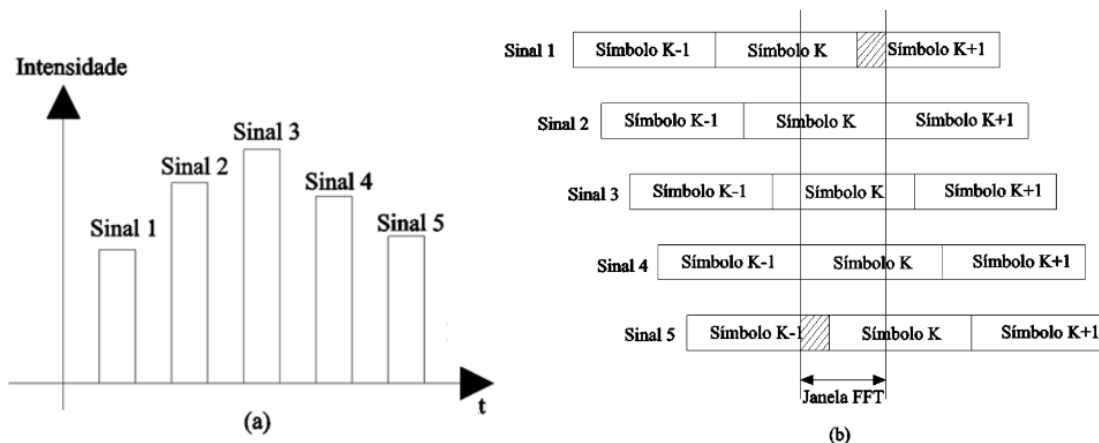 Intensidade
Sinal 1
Sinal 2
Sinal 3
Sinal 4
Sinal 5
t
(a)
Sinal 1 Símbolo K-1 Símbolo K Símbolo K+1
Sinal 2 Símbolo K-1 Símbolo K Símbolo K+1
Sinal 3 Símbolo K-1 Símbolo K Símbolo K+1
Sinal 4 Símbolo K-1 Símbolo K Símbolo K+1
Sinal 5 Símbolo K-1 Símbolo K Símbolo K+1
Janela FFT
(b)